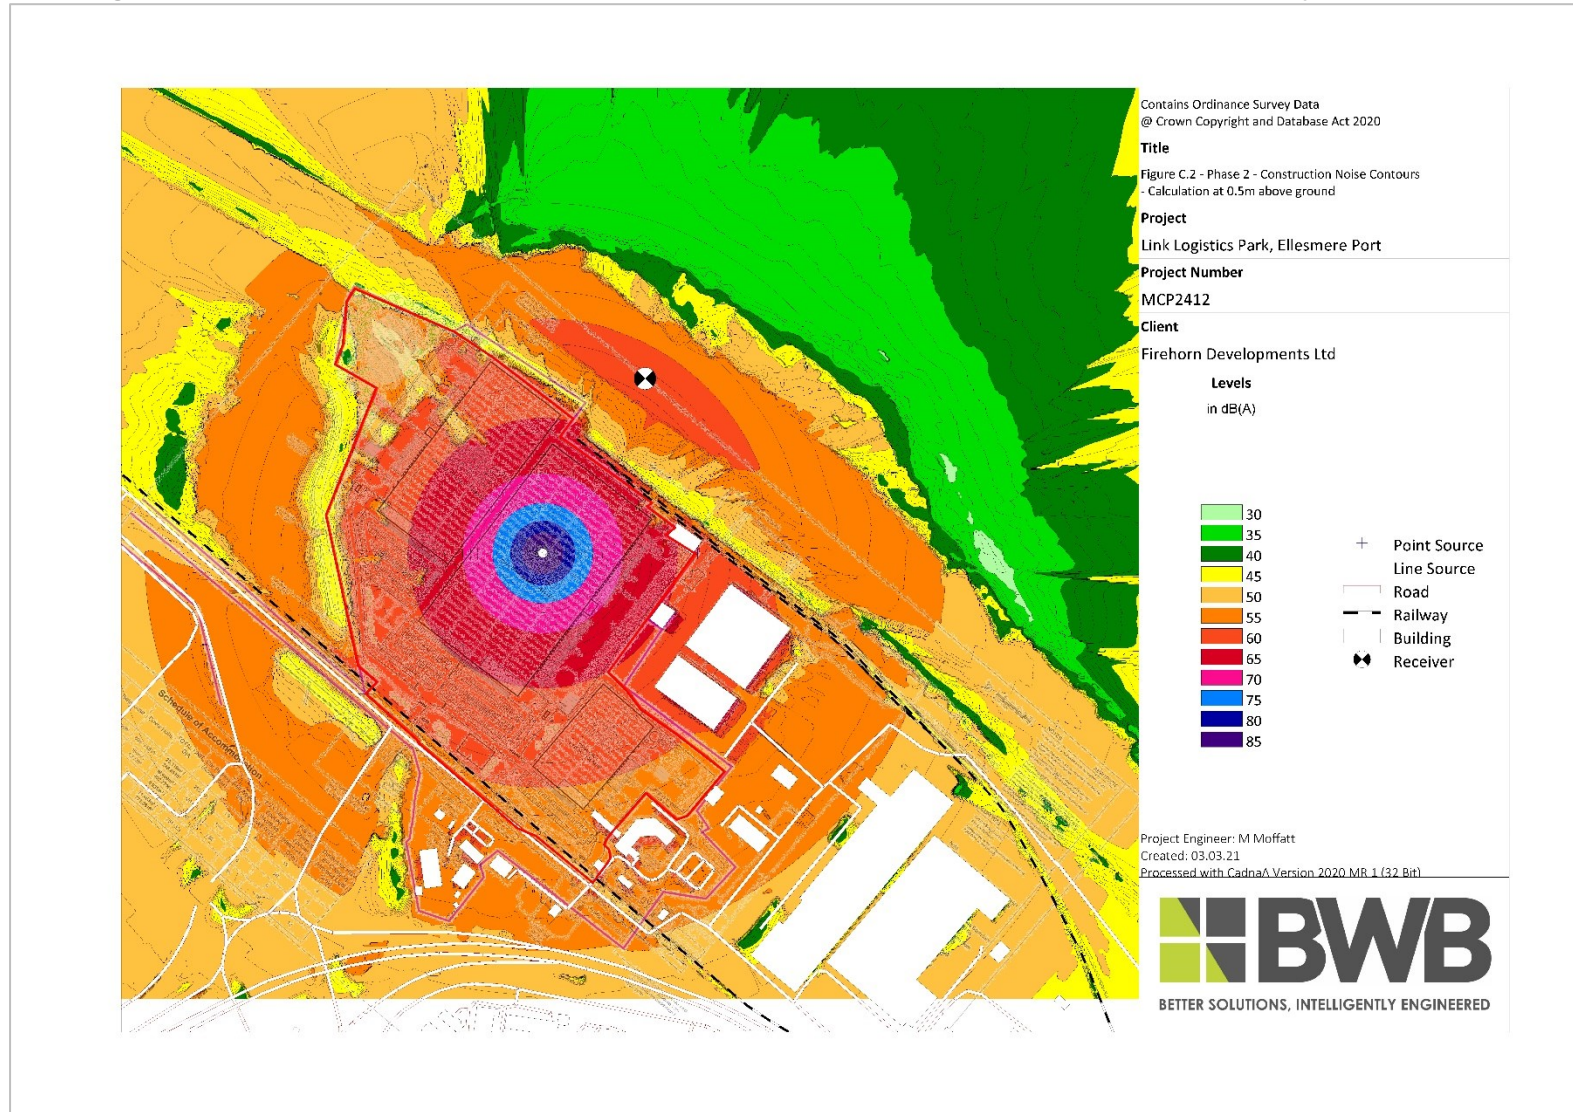 Contains Ordinance Survey Data
@ Crown Copyright and Database Act 2020
Title
Figure C.2 - Phase 2 - Construction Noise Contours
- Calculation at 0.5m above ground
Project
Link Logistics Park, Ellesmere Port
Project Number
MCP2412
Client
Firehorn Developments Ltd
Levels
in dB(A)
30
35
40
45
50
55
60
65
70
75
80
85
Point Source
Line Source
Road
Railway
Building
Receiver
Schedule of Accommodation
Project Engineer: M Moffatt
Created: 03.03.21
Processed with CadnaA Version 2020 MR 1 (32 Bit)
BWB
BETTER SOLUTIONS, INTELLIGENTLY ENGINEERED